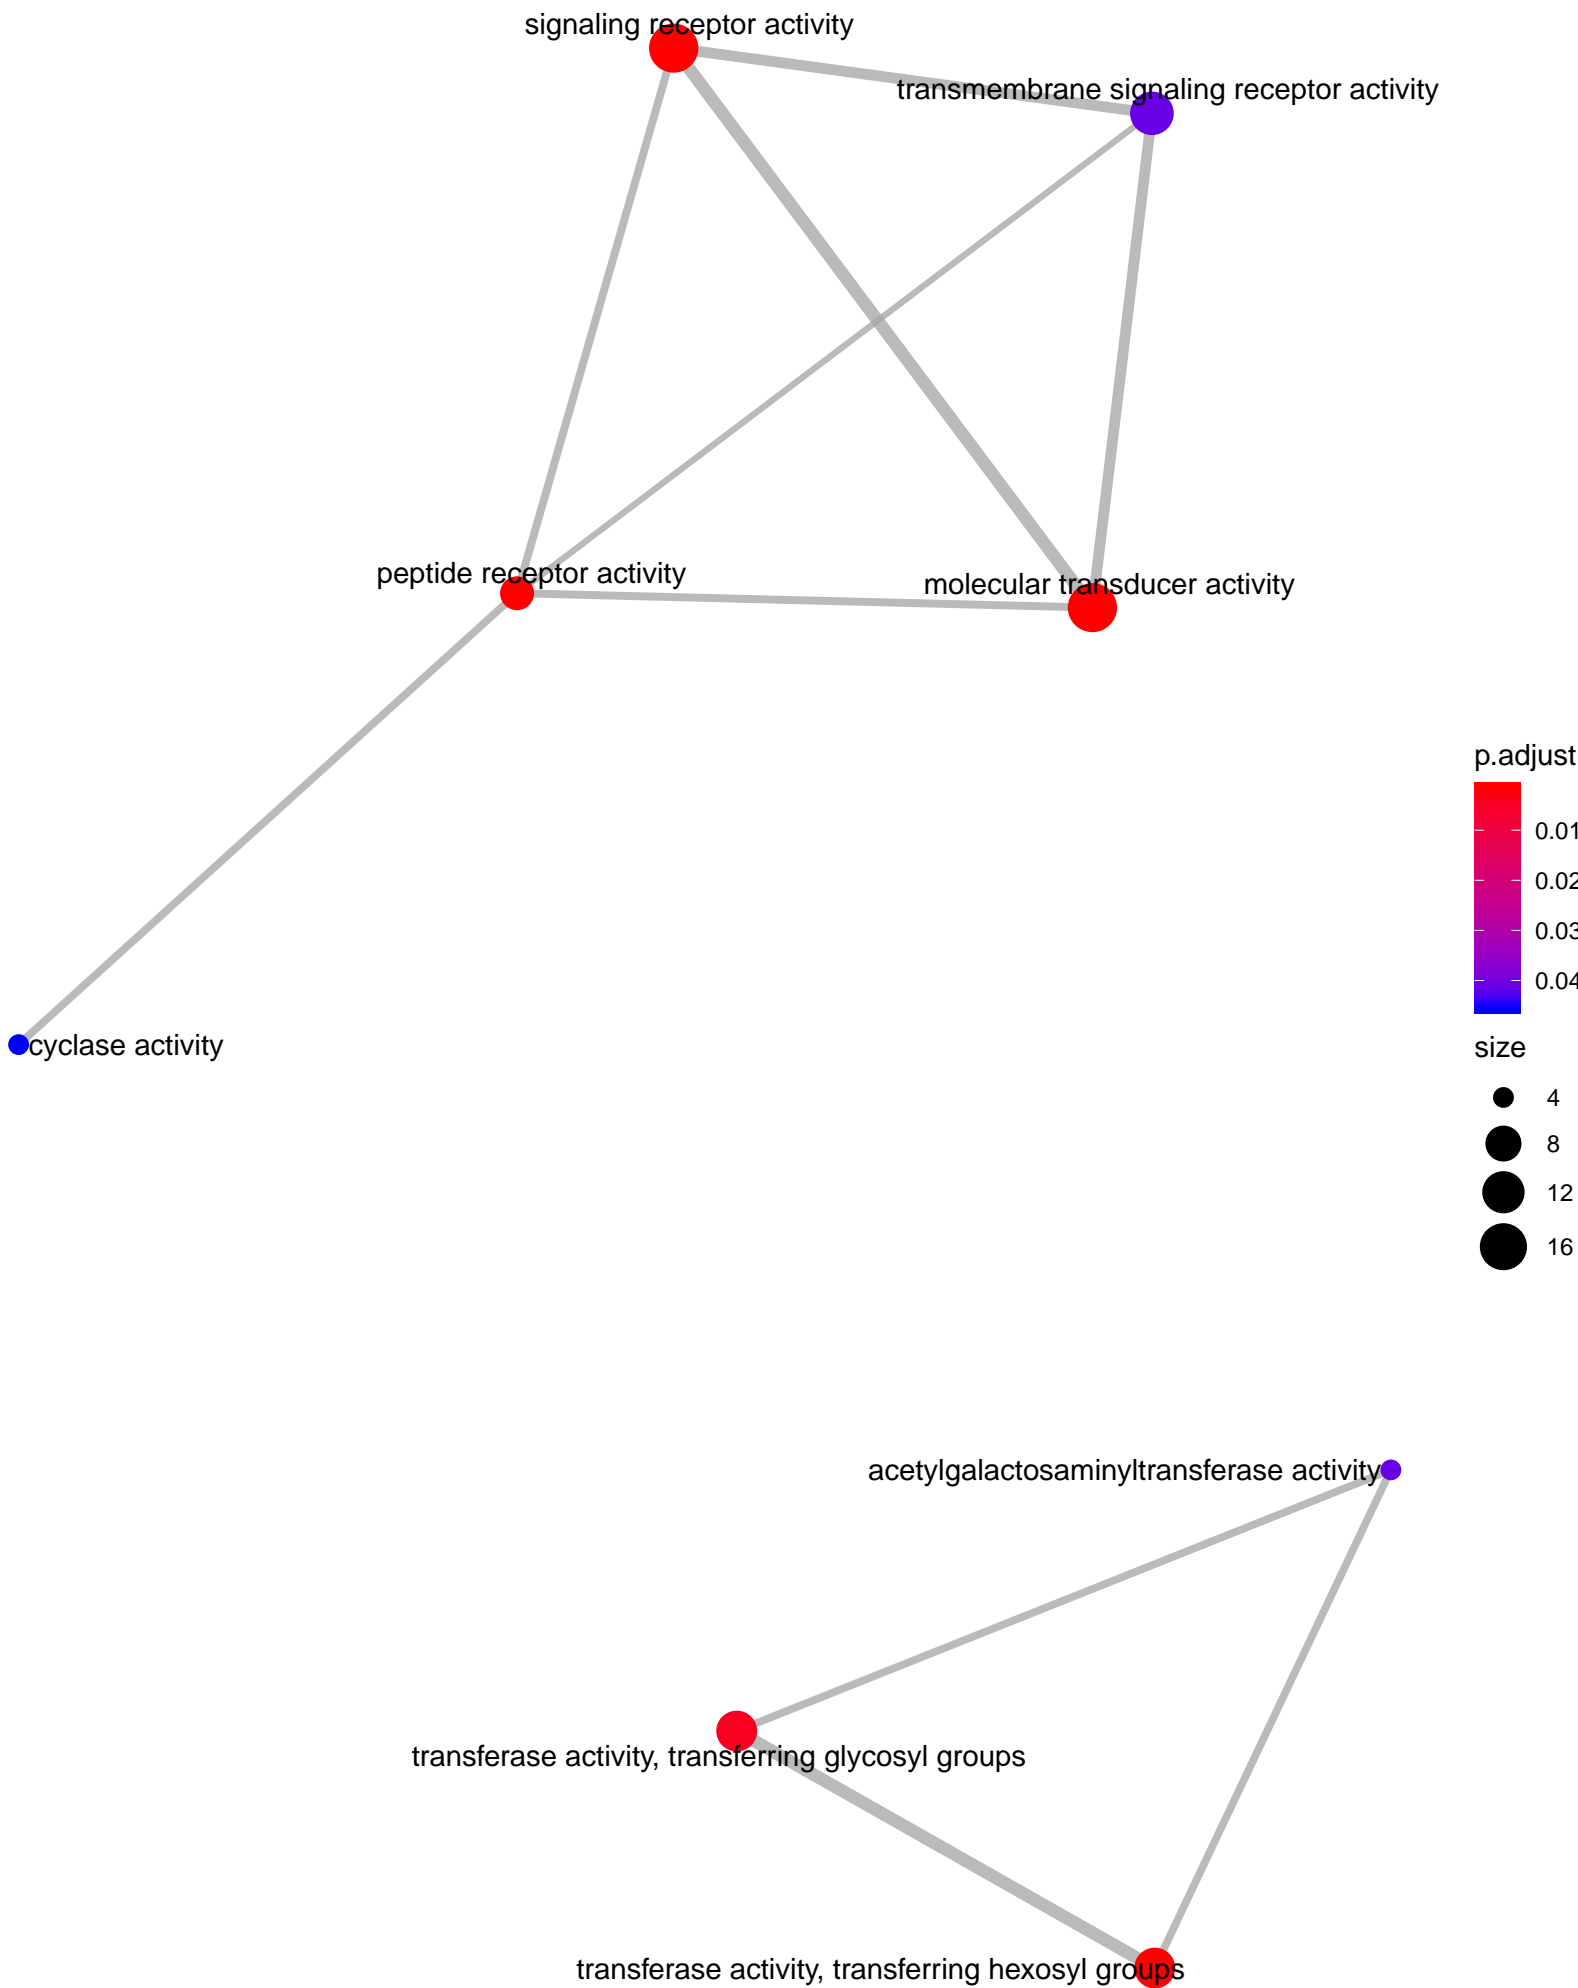 signaling receptor activity
transmembrane signaling receptor activity
peptide receptor activity
molecular transducer activity
p.adjust
0.01
0.02
0.03
0.04
cyclase activity
size
4
8
12
16
acetylgalactosaminyltransferase activity
transferase activity, transferring glycosyl groups
transferase activity, transferring hexosyl groups